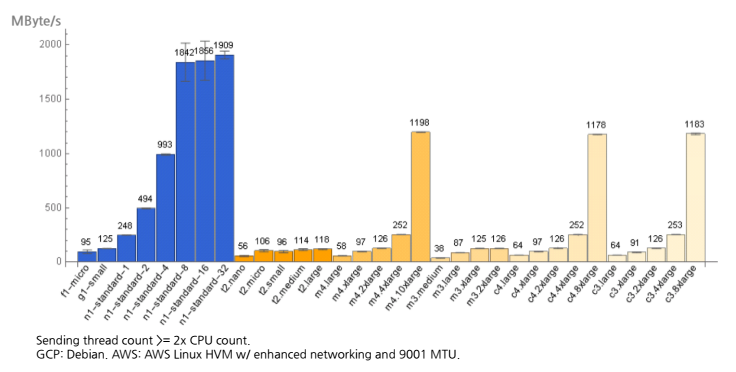 MByte/s
2000
1500
1000
500
0
95
125
248
494
993
1842
1856
1909
56
106
96
114
118
58
97
126
252
1198
38
87
125
126
64
97
126
252
1178
64
91
126
253
1183
f1-micro
g1-small
n1-standard-1
n1-standard-2
n1-standard-4
n1-standard-8
n1-standard-16
n1-standard-32
t2.nano
t2.micro
t2.small
t2.medium
t2.large
m4.large
m4.xlarge
m4.2xlarge
m4.4xlarge
m4.10xlarge
m3.medium
m3.large
m3.xlarge
m3.2xlarge
c4.large
c4.xlarge
c4.2xlarge
c4.4xlarge
c4.8xlarge
c3.large
c3.xlarge
c3.2xlarge
c3.4xlarge
c3.8xlarge
Sending thread count >= 2x CPU count.
GCP: Debian. AWS: AWS Linux HVM w/ enhanced networking and 9001 MTU.